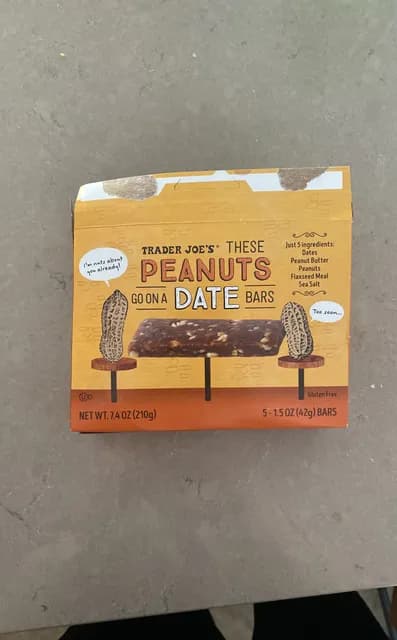 TRADER JOE'S® THESE
PEANUTS
GO ON A DATE BARS
I'm nuts about
you already!
Just 5 ingredients:
Dates
Peanut Butter
Peanuts
Flaxseed Meal
Sea Salt
Too soon...
Gluten Free
NET WT. 7.4 OZ (210g)
5 - 1.5 OZ (42g) BARS